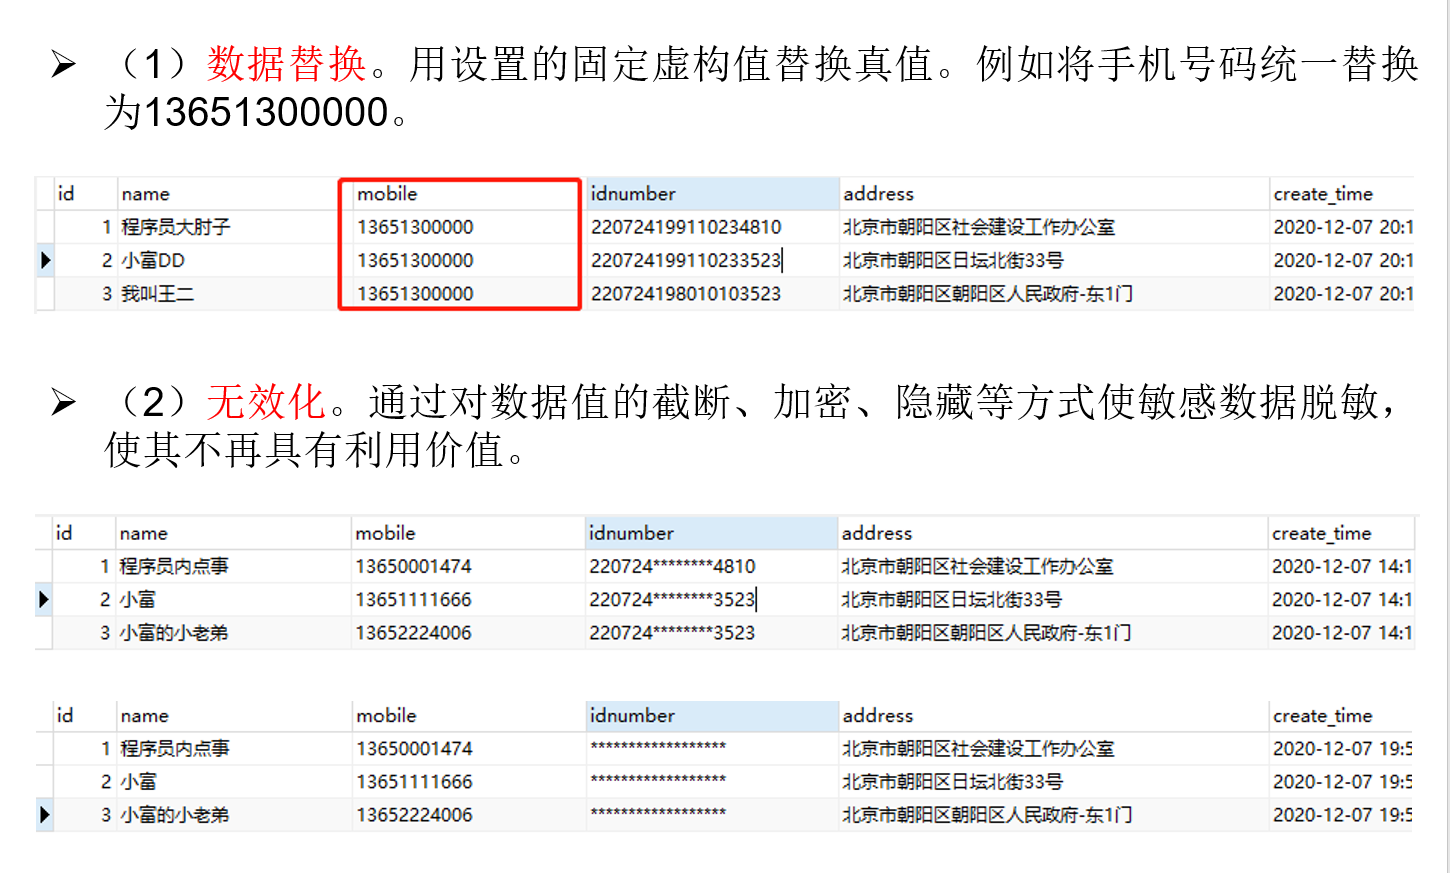 ➢ （1）数据替换。用设置的固定虚构值替换真值。例如将手机号码统一替换
为13651300000。
id name mobile idnumber address create_time
1 程序员大肘子 13651300000 220724199110234810 北京市朝阳区社会建设工作办公室 2020-12-07 20:1
2 小富DD 13651300000 220724199110233523 北京市朝阳区日坛北街33号 2020-12-07 20:1
3 我叫王二 13651300000 220724198010103523 北京市朝阳区朝阳区人民政府-东1门 2020-12-07 20:1
➢ （2）无效化。通过对数据值的截断、加密、隐藏等方式使敏感数据脱敏，
使其不再具有利用价值。
id name mobile idnumber address create_time
1 程序员内点事 13650001474 220724********4810 北京市朝阳区社会建设工作办公室 2020-12-07 14:1
2 小富 13651111666 220724********3523 北京市朝阳区日坛北街33号 2020-12-07 14:1
3 小富的小老弟 13652224006 220724********3523 北京市朝阳区朝阳区人民政府-东1门 2020-12-07 14:1
id name mobile idnumber address create_time
1 程序员内点事 13650001474 ****************** 北京市朝阳区社会建设工作办公室 2020-12-07 19:5
2 小富 13651111666 ****************** 北京市朝阳区日坛北街33号 2020-12-07 19:5
3 小富的小老弟 13652224006 ****************** 北京市朝阳区朝阳区人民政府-东1门 2020-12-07 19:5